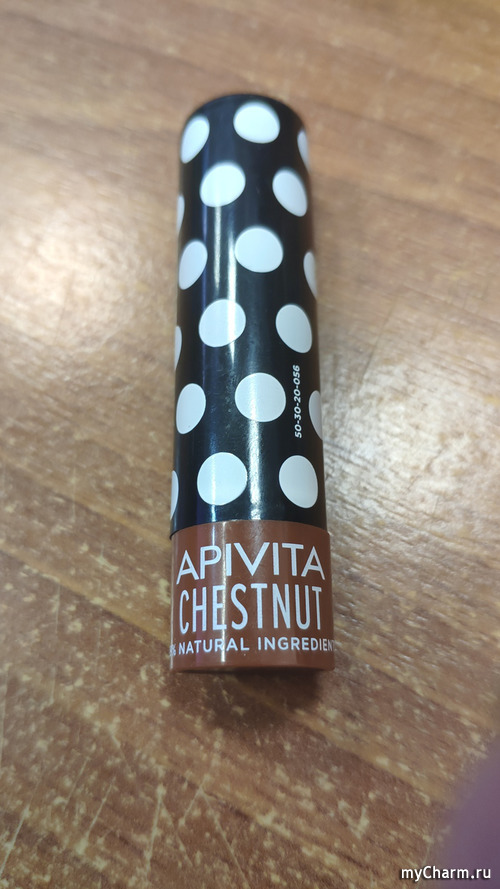 50-30-20-056
APIVITA
CHESTNUT
% NATURAL INGREDIENT
myCharm.ru